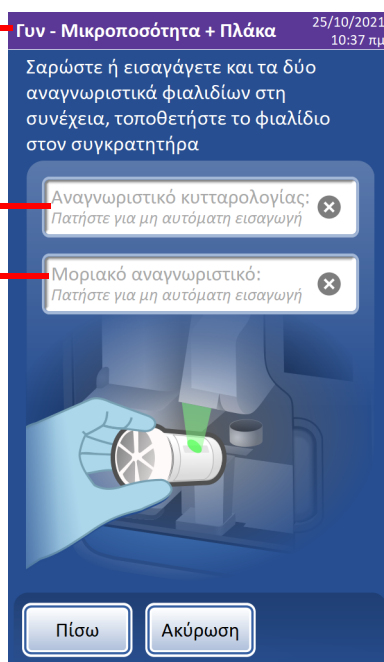 Γυν - Μικροποσότητα + Πλάκα
25/10/2021
10:37 πμ
Σαρώστε ή εισαγάγετε και τα δύο
αναγνωριστικά φιαλιδίων στη
συνέχεια, τοποθετήστε το φιαλίδιο
στον συγκρατητήρα
Αναγνωριστικό κυτταρολογίας:
Πατήστε για μη αυτόματη εισαγωγή
Μοριακό αναγνωριστικό:
Πατήστε για μη αυτόματη εισαγωγή
Πίσω
Ακύρωση